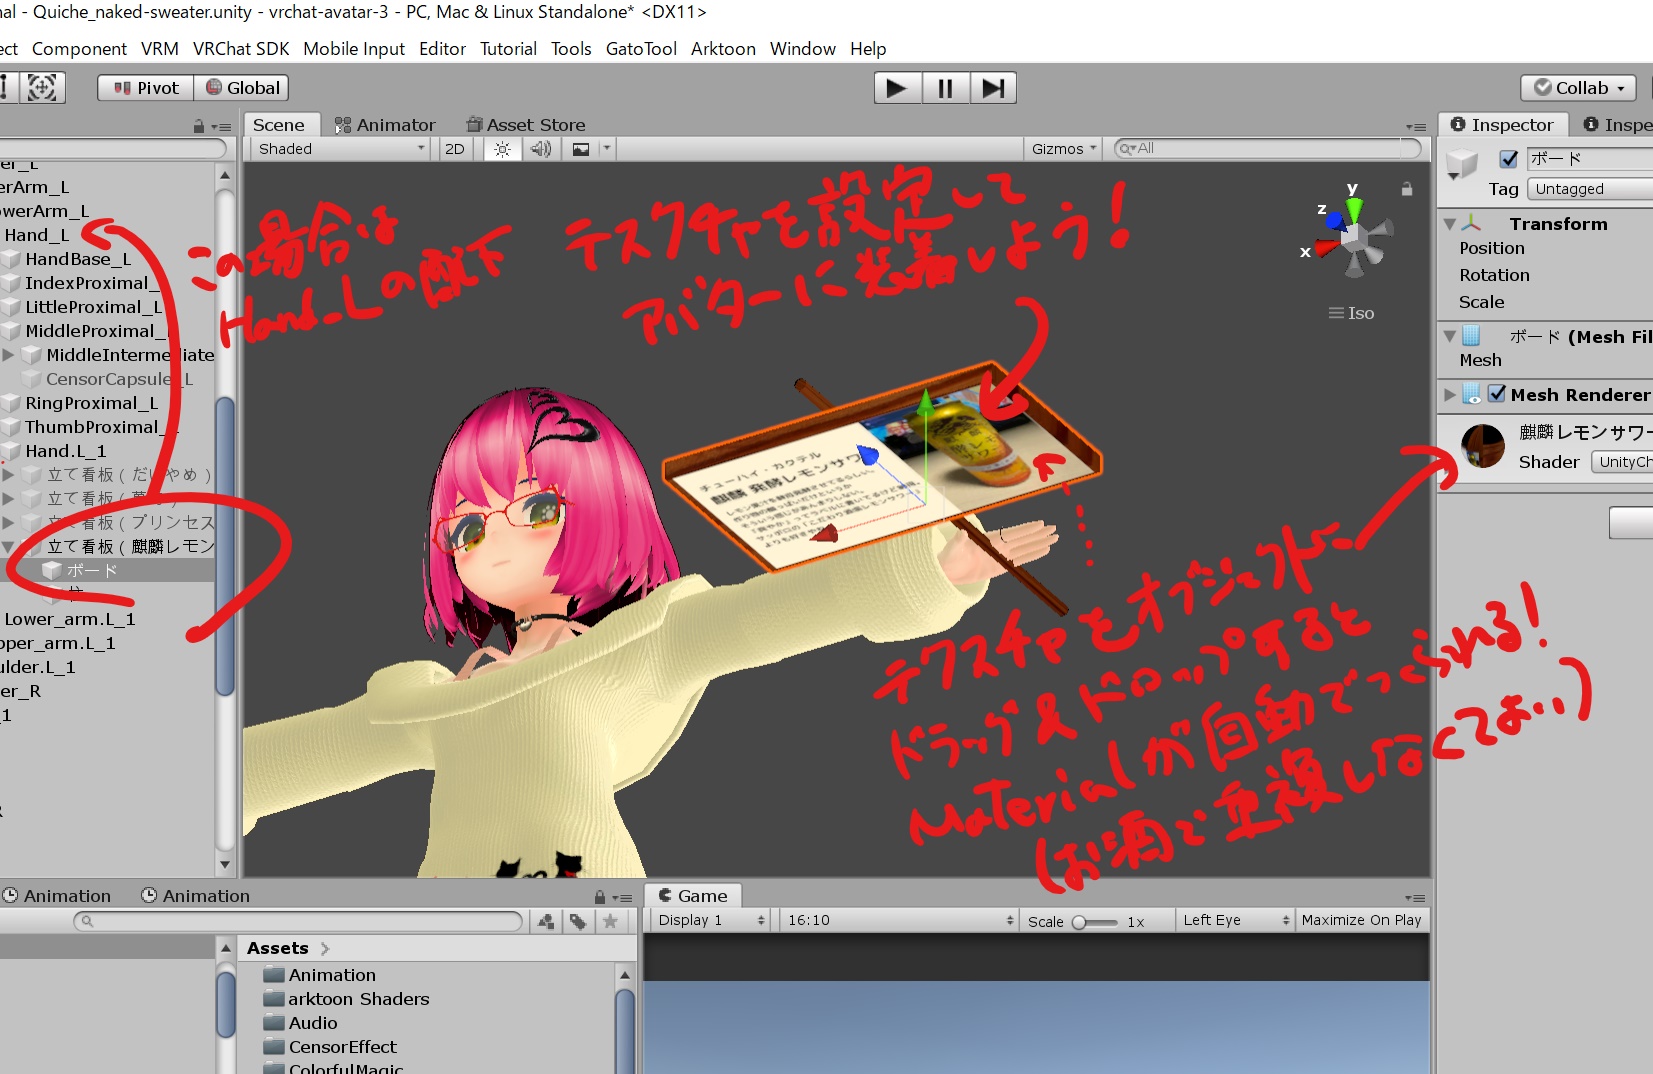 nal - Quiche_naked-sweater.unity - vrchat-avatar-3 - PC, Mac & Linux Standalone* <DX11>
ect Component VRM VRChat SDK Mobile Input Editor Tutorial Tools GatoTool Arktoon Window Help
Pivot Global Collab
Scene Animator Asset Store
Shaded 2D Gizmos All
er_L
erArm_L
owerArm_L
Hand_L
HandBase_L
IndexProximal_
LittleProximal_L
MiddleProximal_L
MiddleIntermediate
CensorCapsule_L
RingProximal_L
ThumbProximal_
Hand.L_1
立て看板(だいやめ)
立て看板(
立て看板(プリンセス
立て看板(麒麟レモン
ボード
柱
Lower_arm.L_1
pper_arm.L_1
ulder.L_1
er_R
_1
R
この場合は
Hand_Lの配下
テスクチャを設定して
アバターに装着しよう!
y
z
x
Iso
チューハイ・カクテル
麒麟 発酵レモンサワー
テクスチャをオブジェクトへ
ドラッグ&ドロップすると
Materialが自動でつくられる!
(お酒で重複しなくてよい)
Inspector Inspe
ボード
Tag Untagged
Transform
Position
Rotation
Scale
ボード (Mesh Fil
Mesh
Mesh Renderer
麒麟レモンサワー
Shader UnityCh
Animation Animation
Assets
Animation
arktoon Shaders
Audio
CensorEffect
ColorfulMagic
Game
Display 1 16:10 Scale 1x Left Eye Maximize On Play